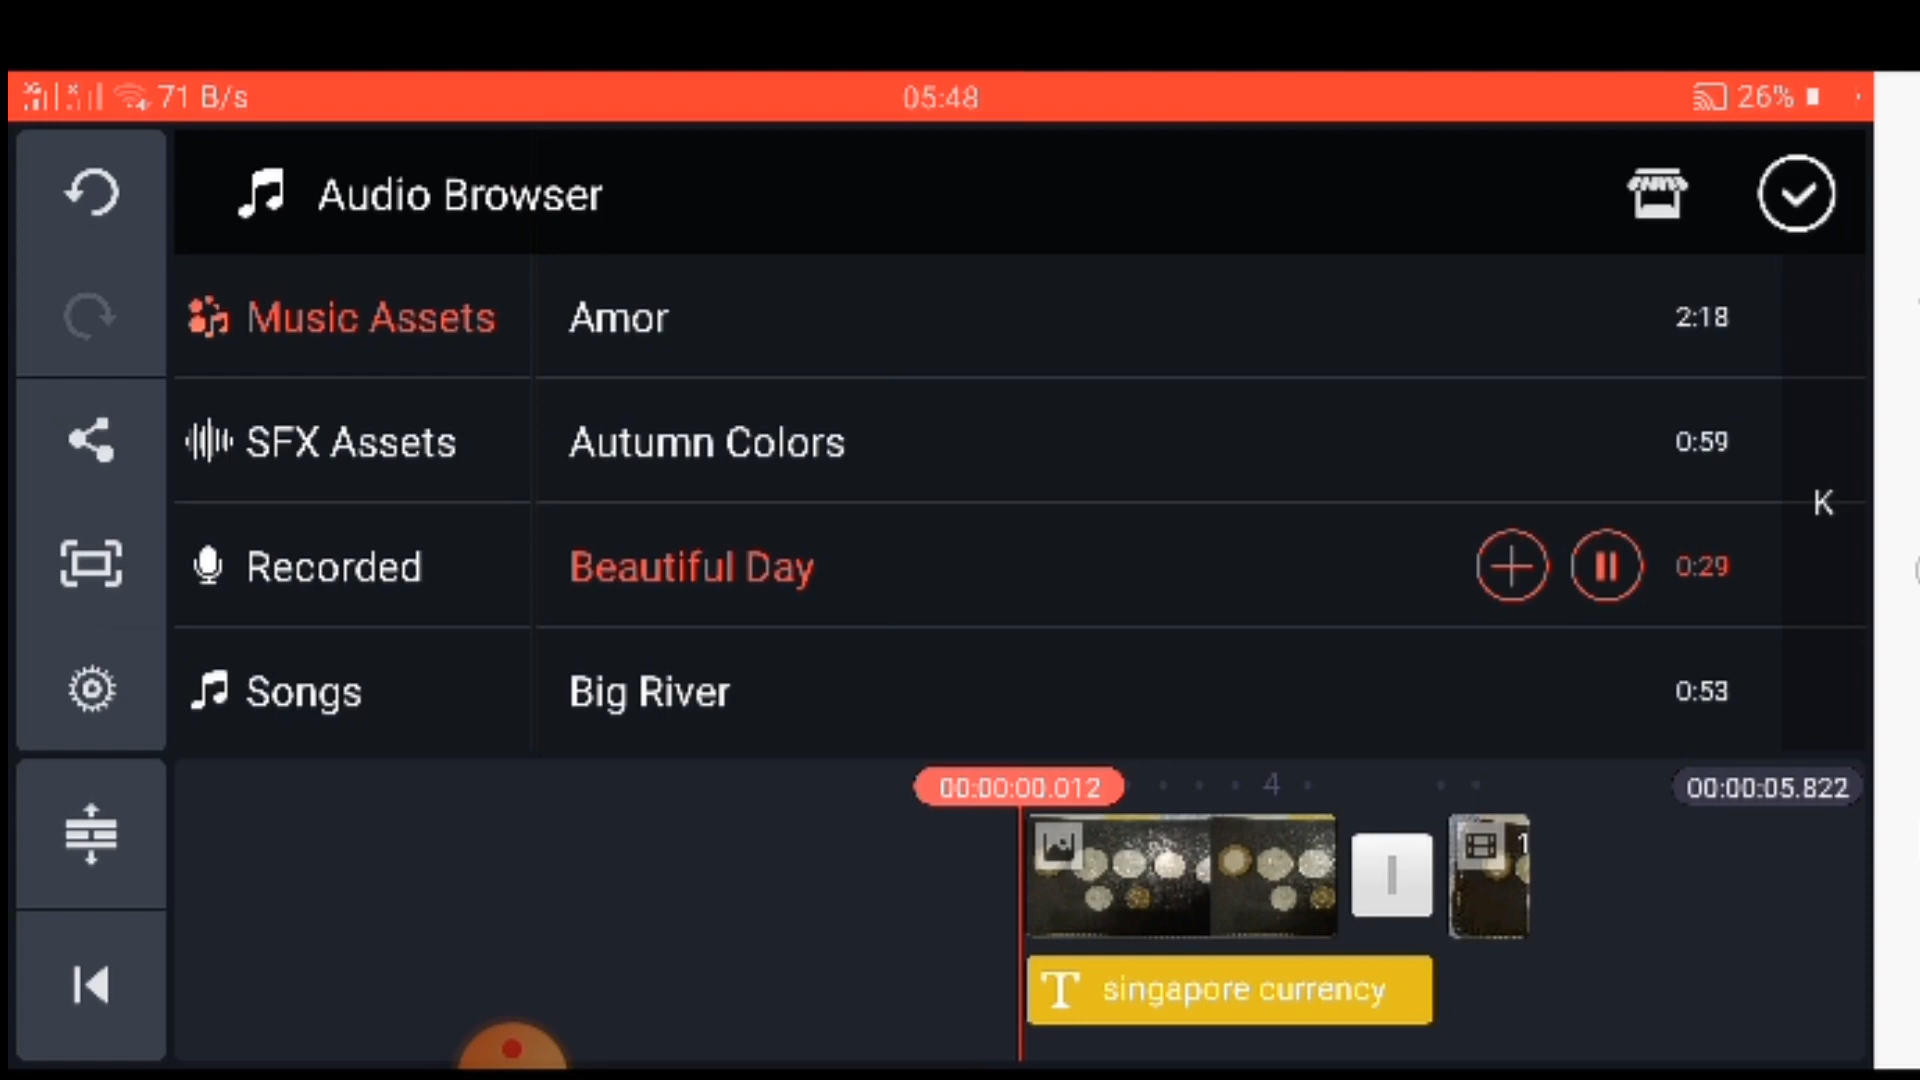 71 B/s 05:48 26%
Audio Browser
Music Assets Amor 2:18
SFX Assets Autumn Colors 0:59
K
Recorded Beautiful Day 0:29
Songs Big River 0:53
00:00:00.012 4 00:00:05.822
T singapore currency